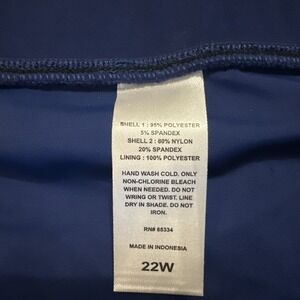 SHELL 1 : 95% POLYESTER
5% SPANDEX
SHELL 2 : 80% NYLON
20% SPANDEX
LINING : 100% POLYESTER
HAND WASH COLD. ONLY
NON-CHLORINE BLEACH
WHEN NEEDED. DO NOT
WRING OR TWIST. LINE
DRY IN SHADE. DO NOT
IRON.
RN# 85334
MADE IN INDONESIA
22W